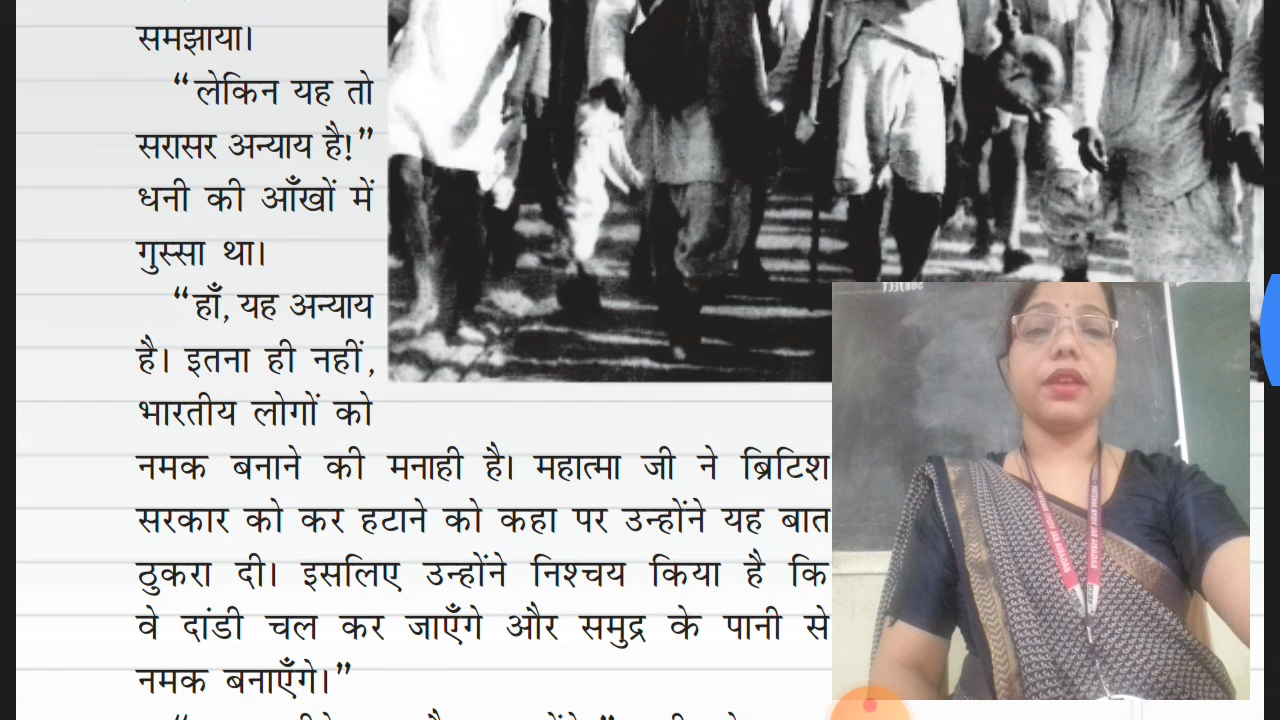 समझाया।
“लेकिन यह तो
सरासर अन्याय है!”
धनी की आँखों में
गुस्सा था।
“हाँ, यह अन्याय
है। इतना ही नहीं,
भारतीय लोगों को
नमक बनाने की मनाही है। महात्मा जी ने ब्रिटिश
सरकार को कर हटाने को कहा पर उन्होंने यह बात
ठुकरा दी। इसलिए उन्होंने निश्चय किया है कि
वे दांडी चल कर जाएँगे और समुद्र के पानी से
नमक बनाएँगे।”
SUBJECT